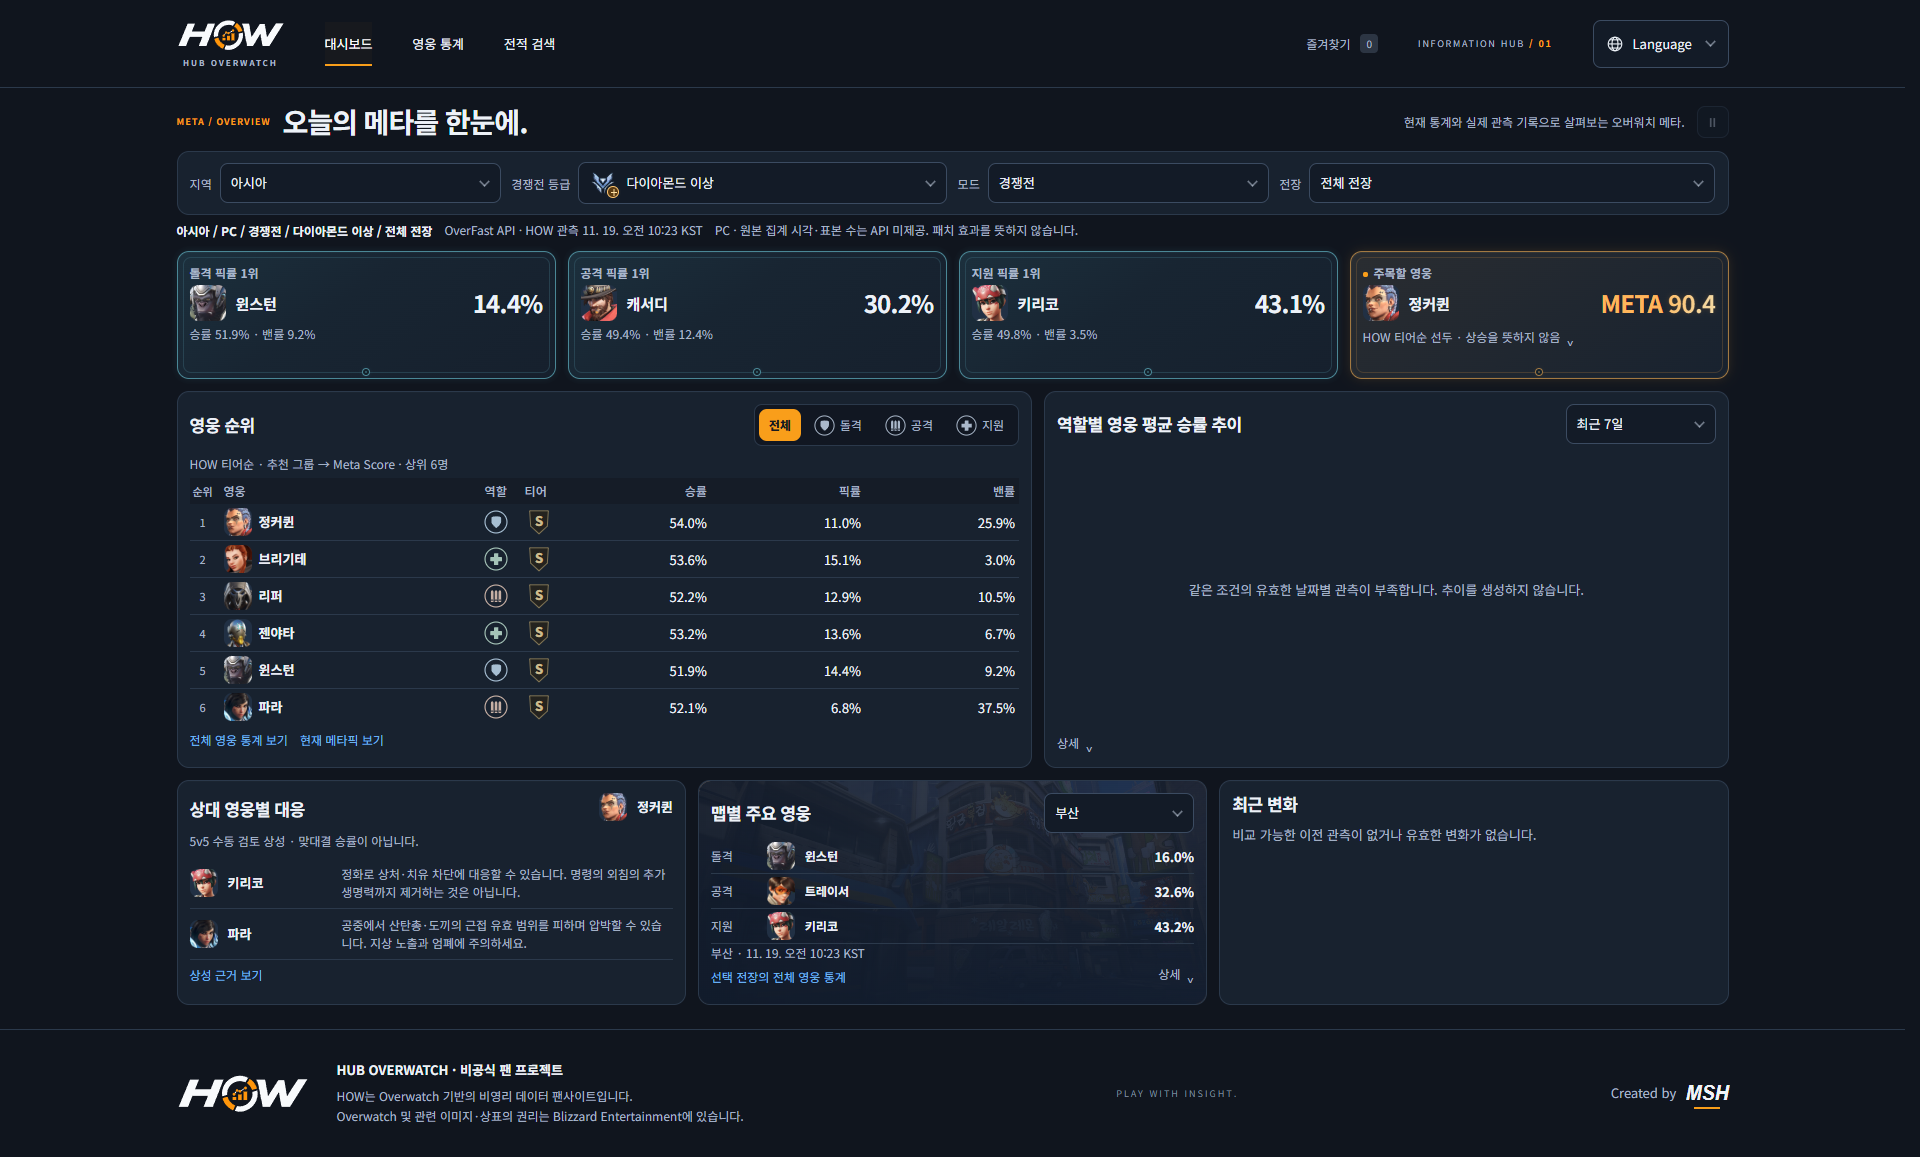 HOW
HUB OVERWATCH
대시보드
영웅 통계
전적 검색
즐겨찾기 0
INFORMATION HUB / 01
Language
META / OVERVIEW
오늘의 메타를 한눈에.
현재 통계와 실제 관측 기록으로 살펴보는 오버워치 메타.
지역
아시아
경쟁전 등급
다이아몬드 이상
모드
경쟁전
전장
전체 전장
아시아 / PC / 경쟁전 / 다이아몬드 이상 / 전체 전장
OverFast API · HOW 관측 11. 19. 오전 10:23 KST
PC · 원본 집계 시각·표본 수는 API 미제공. 패치 효과를 뜻하지 않습니다.
돌격 픽률 1위
윈스턴
14.4%
승률 51.9% · 밴률 9.2%
공격 픽률 1위
캐서디
30.2%
승률 49.4% · 밴률 12.4%
지원 픽률 1위
키리코
43.1%
승률 49.8% · 밴률 3.5%
주목할 영웅
정커퀸
META 90.4
HOW 티어순 선두 · 상승을 뜻하지 않음
영웅 순위
전체
돌격
공격
지원
HOW 티어순 · 추천 그룹 → Meta Score · 상위 6명
순위 영웅 역할 티어 승률 픽률 밴률
1 정커퀸 S 54.0% 11.0% 25.9%
2 브리기테 S 53.6% 15.1% 3.0%
3 리퍼 S 52.2% 12.9% 10.5%
4 젠야타 S 53.2% 13.6% 6.7%
5 윈스턴 S 51.9% 14.4% 9.2%
6 파라 S 52.1% 6.8% 37.5%
전체 영웅 통계 보기
현재 메타픽 보기
역할별 영웅 평균 승률 추이
최근 7일
같은 조건의 유효한 날짜별 관측이 부족합니다. 추이를 생성하지 않습니다.
상세
상대 영웅별 대응
정커퀸
5v5 수동 검토 상성 · 맞대결 승률이 아닙니다.
키리코
정화로 상처·치유 차단에 대응할 수 있습니다. 명령의 외침의 추가
생명력까지 제거하는 것은 아닙니다.
파라
공중에서 산탄총·도끼의 근접 유효 범위를 피하며 압박할 수 있습
니다. 지상 노출과 엄폐에 주의하세요.
상성 근거 보기
맵별 주요 영웅
부산
돌격 윈스턴 16.0%
공격 트레이서 32.6%
지원 키리코 43.2%
부산 · 11. 19. 오전 10:23 KST
선택 전장의 전체 영웅 통계
상세
최근 변화
비교 가능한 이전 관측이 없거나 유효한 변화가 없습니다.
HOW
HUB OVERWATCH · 비공식 팬 프로젝트
HOW는 Overwatch 기반의 비영리 데이터 팬사이트입니다.
Overwatch 및 관련 이미지·상표의 권리는 Blizzard Entertainment에 있습니다.
PLAY WITH INSIGHT.
Created by MSH